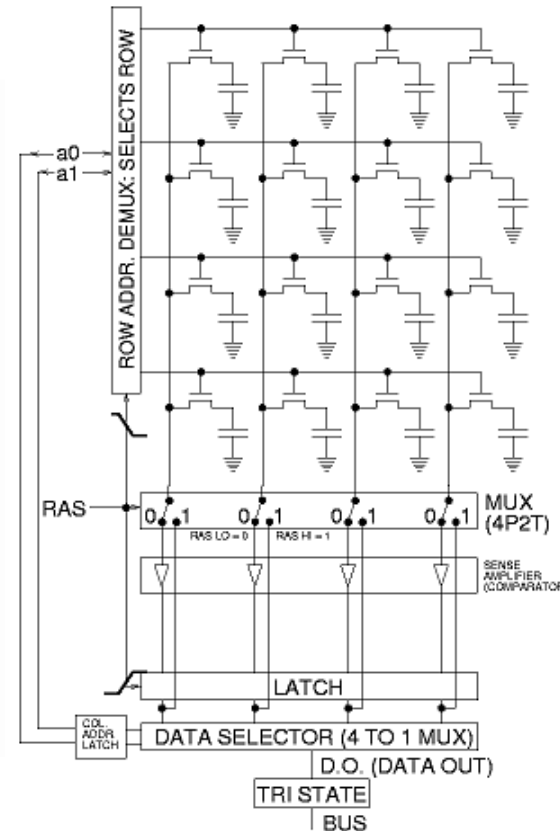 ROW ADDR. DEMUX: SELECTS ROW
a0
a1
RAS
0 1 0 1 0 1 0 1
RAS LO = 0 RAS HI = 1
MUX
(4P2T)
SENSE
AMPLIFIER
(COMPARATOR
LATCH
COL.
ADDR.
LATCH
DATA SELECTOR (4 TO 1 MUX)
D.O. (DATA OUT)
TRI STATE
BUS